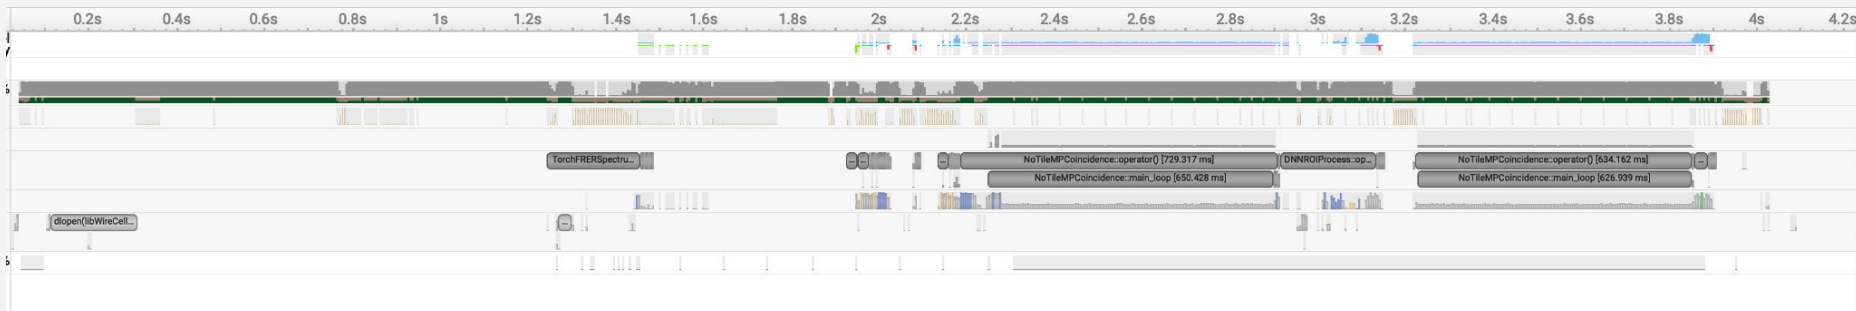 0.2s 0.4s 0.6s 0.8s 1s 1.2s 1.4s 1.6s 1.8s 2s 2.2s 2.4s 2.6s 2.8s 3s 3.2s 3.4s 3.6s 3.8s 4s 4.2s
TorchFRERSpectru... ... ... ... NoTileMPCoincidence::operator() [729.317 ms] DNNROIProcess::op... NoTileMPCoincidence::operator() [634.162 ms] ...
NoTileMPCoincidence::main_loop [650.428 ms] NoTileMPCoincidence::main_loop [626.939 ms]
dlopen(libWireCell... ...